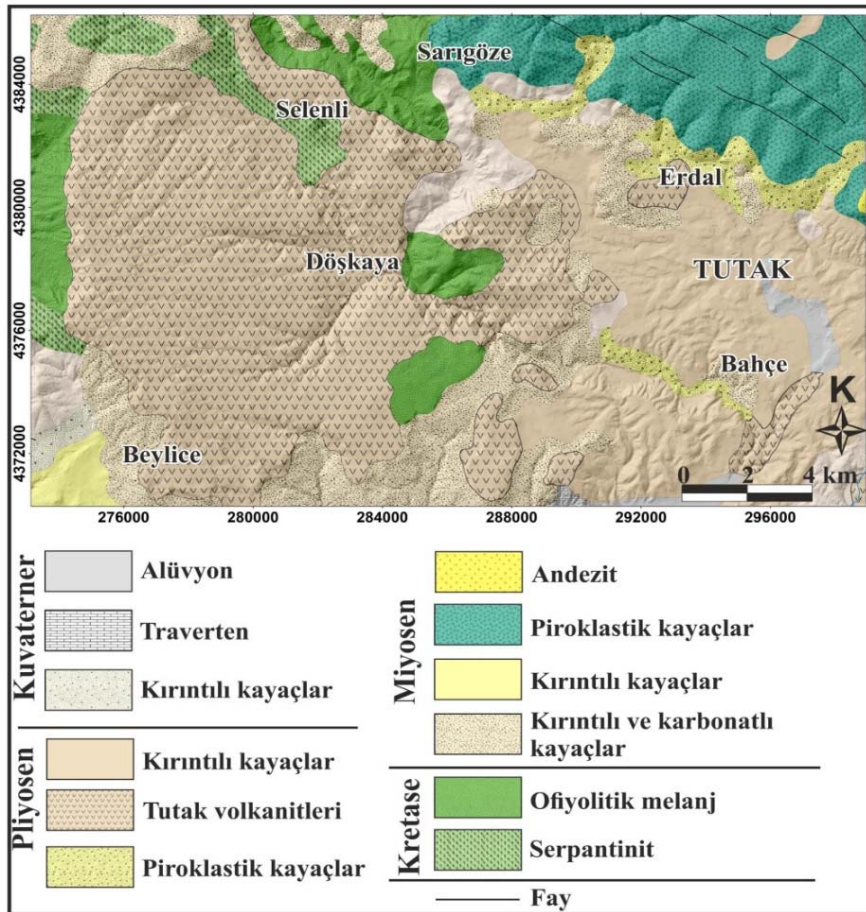 Sarıgöze
Selenli
Erdal
Döşkaya
TUTAK
Bahçe
Beylice
K
0 2 4 km
4384000
4380000
4376000
4372000
276000 280000 284000 288000 292000 296000
Kuvaterner
Alüvyon
Traverten
Kırıntılı kayaçlar
Pliyosen
Kırıntılı kayaçlar
Tutak volkanitleri
Piroklastik kayaçlar
Miyosen
Andezit
Piroklastik kayaçlar
Kırıntılı kayaçlar
Kırıntılı ve karbonatlı
kayaçlar
Kretase
Ofiyolitik melanj
Serpantinit
Fay